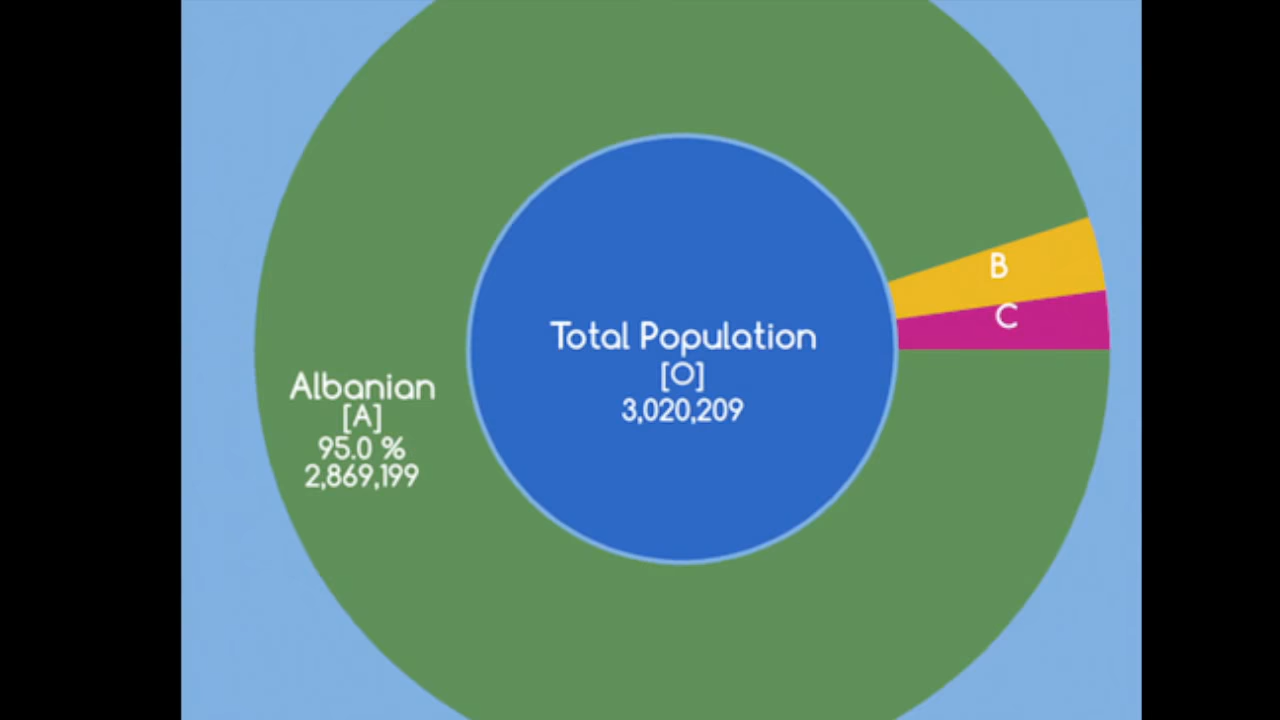 B
C
Total Population
[O]
3,020,209
Albanian
[A]
95.0 %
2,869,199